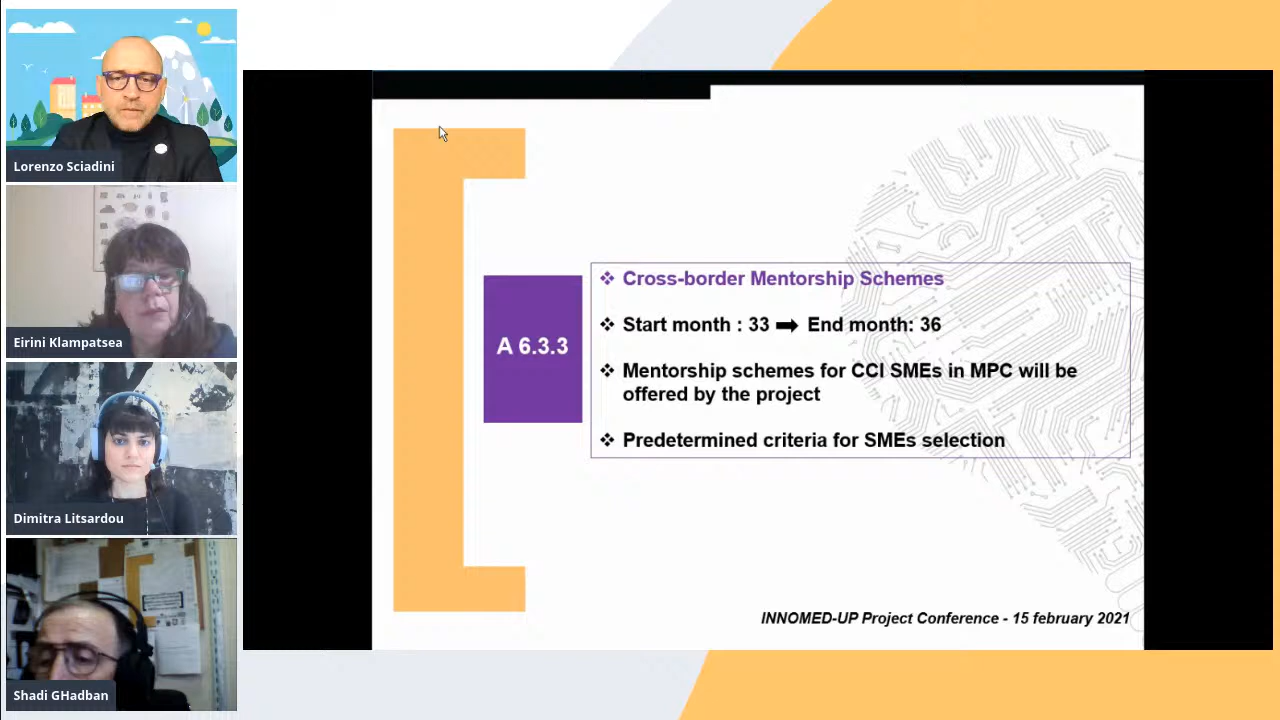 Lorenzo Sciadini
Eirini Klampatsea
Dimitra Litsardou
Shadi GHadban
A 6.3.3
❖ Cross-border Mentorship Schemes
❖ Start month : 33 ➡ End month: 36
❖ Mentorship schemes for CCI SMEs in MPC will be
offered by the project
❖ Predetermined criteria for SMEs selection
INNOMED-UP Project Conference - 15 february 2021